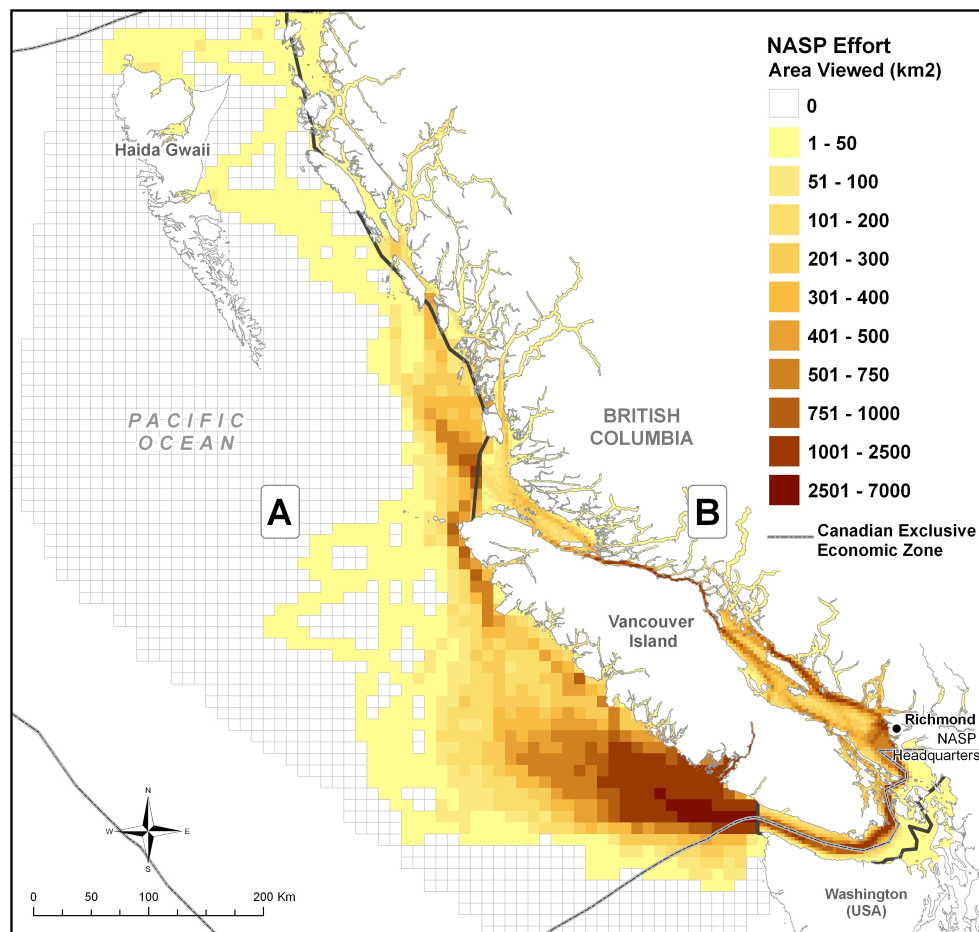 NASP Effort
Area Viewed (km2)
0
1 - 50
51 - 100
101 - 200
201 - 300
301 - 400
401 - 500
501 - 750
751 - 1000
1001 - 2500
2501 - 7000
Canadian Exclusive
Economic Zone
Haida Gwaii
PACIFIC
OCEAN
BRITISH
COLUMBIA
A
B
Vancouver
Island
Richmond
NASP
Headquarters
Washington
(USA)
N
W
E
S
0 50 100 200 Km